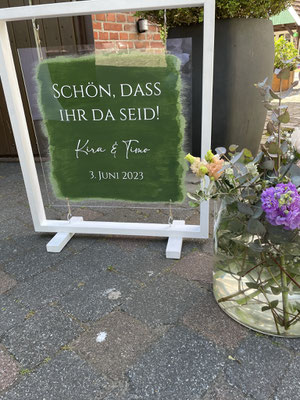 SCHÖN, DASS
IHR DA SEID!
Kira & Timo
3. JUNI 2023